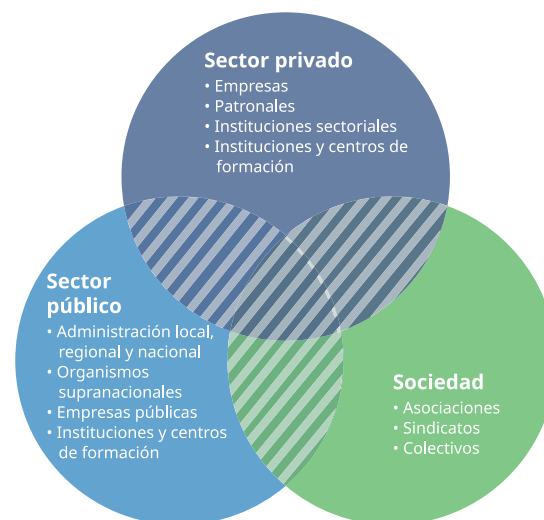 Sector privado
• Empresas
• Patronales
• Instituciones sectoriales
• Instituciones y centros de
formación
Sector
público
• Administración local,
regional y nacional
• Organismos
supranacionales
• Empresas públicas
• Instituciones y centros
de formación
Sociedad
• Asociaciones
• Sindicatos
• Colectivos